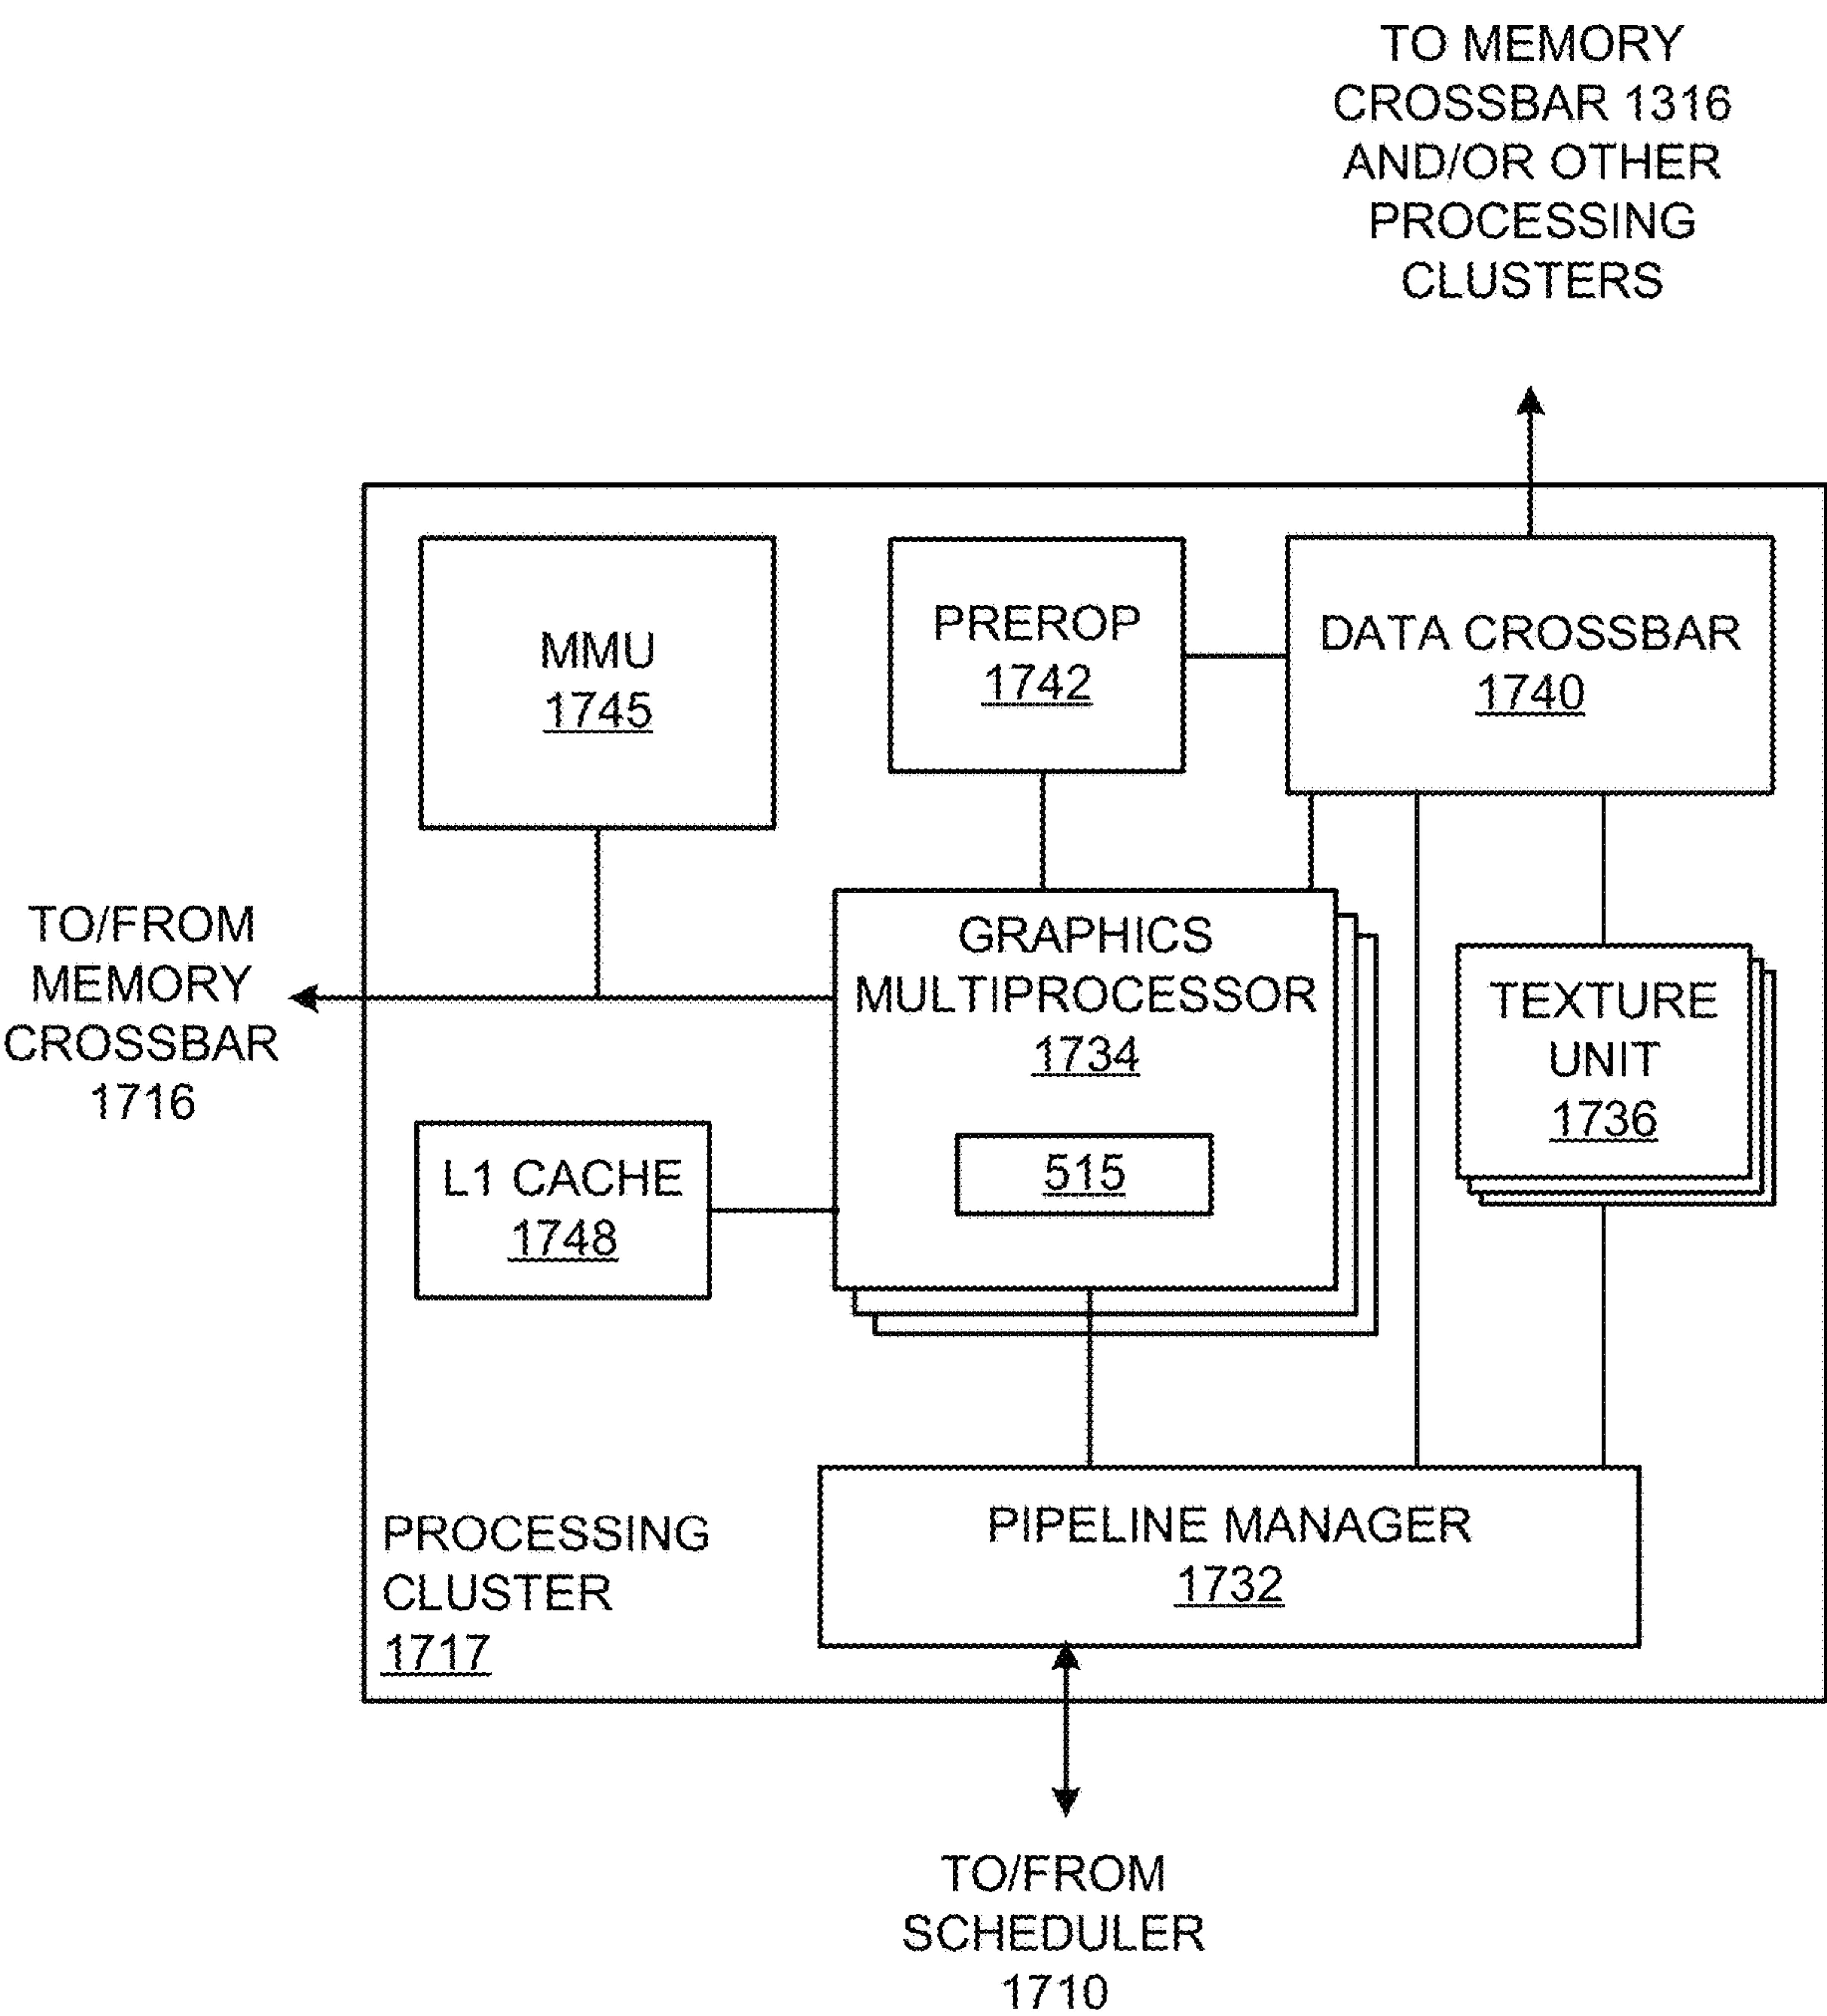 TO MEMORY
CROSSBAR 1316
AND/OR OTHER
PROCESSING
CLUSTERS
MMU
1745
PREROP
1742
DATA CROSSBAR
1740
TO/FROM
MEMORY
CROSSBAR
1716
GRAPHICS
MULTIPROCESSOR
1734
515
TEXTURE
UNIT
1736
L1 CACHE
1748
PROCESSING
CLUSTER
1717
PIPELINE MANAGER
1732
TO/FROM
SCHEDULER
1710